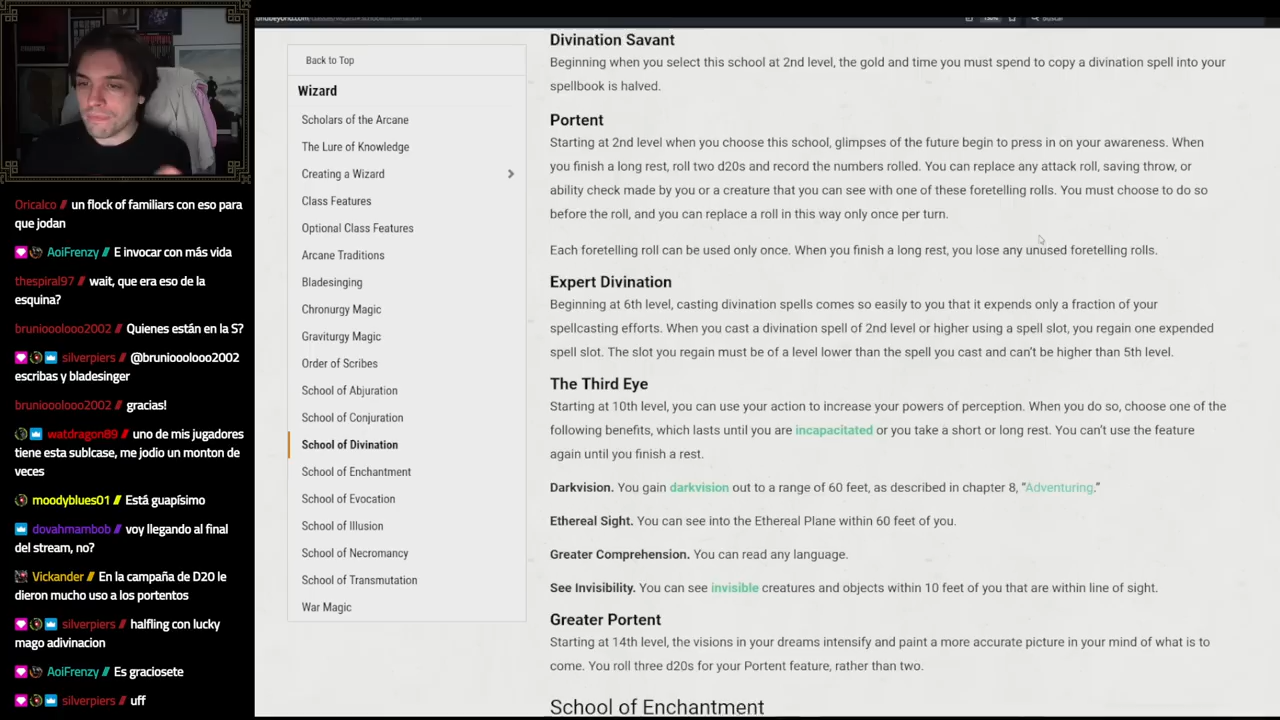 Oricalco // un flock of familiars con eso para
que jodan
AoiFrenzy // E invocar con más vida
thespiral97 // wait, que era eso de la
esquina?
bruniooolooo2002 // Quienes están en la S?
silverpiers // @bruniooolooo2002
escribas y bladesinger
bruniooolooo2002 // gracias!
watdragon89 // uno de mis jugadores
tiene esta sublcase, me jodio un monton de
veces
moodyblues01 // Está guapísimo
dovahmambob // voy llegando al final
del stream, no?
Vickander // En la campaña de D20 le
dieron mucho uso a los portentos
silverpiers // halfling con lucky
mago adivinacion
AoiFrenzy // Es graciosete
silverpiers // uff
Back to Top
Wizard
Scholars of the Arcane
The Lure of Knowledge
Creating a Wizard
Class Features
Optional Class Features
Arcane Traditions
Bladesinging
Chronurgy Magic
Graviturgy Magic
Order of Scribes
School of Abjuration
School of Conjuration
School of Divination
School of Enchantment
School of Evocation
School of Illusion
School of Necromancy
School of Transmutation
War Magic
Divination Savant
Beginning when you select this school at 2nd level, the gold and time you must spend to copy a divination spell into your
spellbook is halved.
Portent
Starting at 2nd level when you choose this school, glimpses of the future begin to press in on your awareness. When
you finish a long rest, roll two d20s and record the numbers rolled. You can replace any attack roll, saving throw, or
ability check made by you or a creature that you can see with one of these foretelling rolls. You must choose to do so
before the roll, and you can replace a roll in this way only once per turn.
Each foretelling roll can be used only once. When you finish a long rest, you lose any unused foretelling rolls.
Expert Divination
Beginning at 6th level, casting divination spells comes so easily to you that it expends only a fraction of your
spellcasting efforts. When you cast a divination spell of 2nd level or higher using a spell slot, you regain one expended
spell slot. The slot you regain must be of a level lower than the spell you cast and can't be higher than 5th level.
The Third Eye
Starting at 10th level, you can use your action to increase your powers of perception. When you do so, choose one of the
following benefits, which lasts until you are incapacitated or you take a short or long rest. You can't use the feature
again until you finish a rest.
Darkvision. You gain darkvision out to a range of 60 feet, as described in chapter 8, "Adventuring."
Ethereal Sight. You can see into the Ethereal Plane within 60 feet of you.
Greater Comprehension. You can read any language.
See Invisibility. You can see invisible creatures and objects within 10 feet of you that are within line of sight.
Greater Portent
Starting at 14th level, the visions in your dreams intensify and paint a more accurate picture in your mind of what is to
come. You roll three d20s for your Portent feature, rather than two.
School of Enchantment